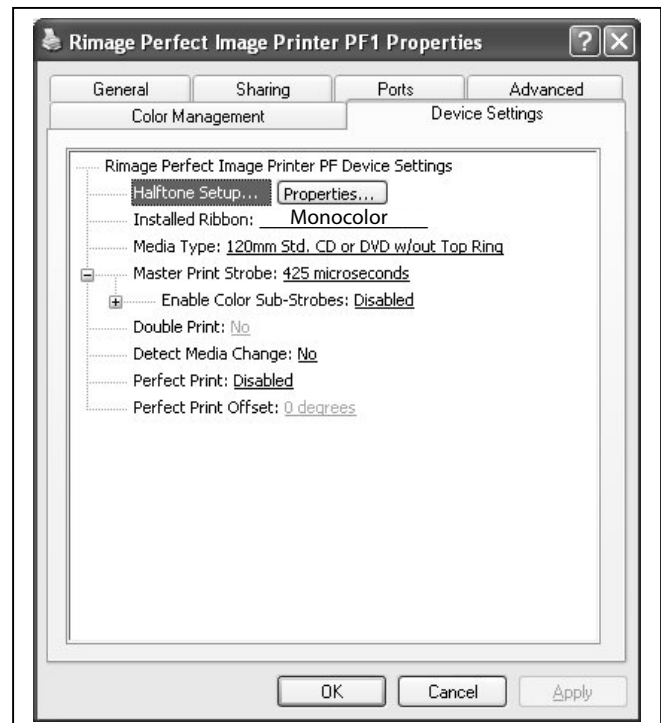 Rimage Perfect Image Printer PF1 Properties
General Sharing Ports Advanced
Color Management Device Settings
Rimage Perfect Image Printer PF Device Settings
Halftone Setup... Properties...
Installed Ribbon: Monocolor
Media Type: 120mm Std. CD or DVD w/out Top Ring
Master Print Strobe: 425 microseconds
Enable Color Sub-Strobes: Disabled
Double Print: No
Detect Media Change: No
Perfect Print: Disabled
Perfect Print Offset: 0 degrees
OK Cancel Apply